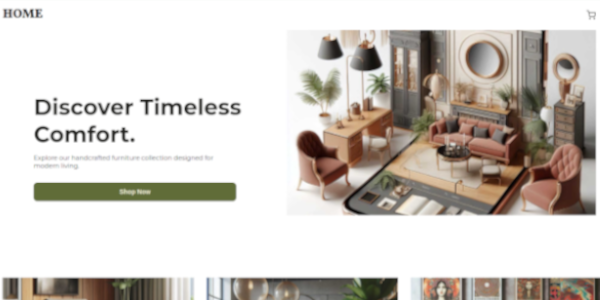 HOME
Discover Timeless
Comfort.
Explore our handcrafted furniture collection designed for
modern living.
Shop Now